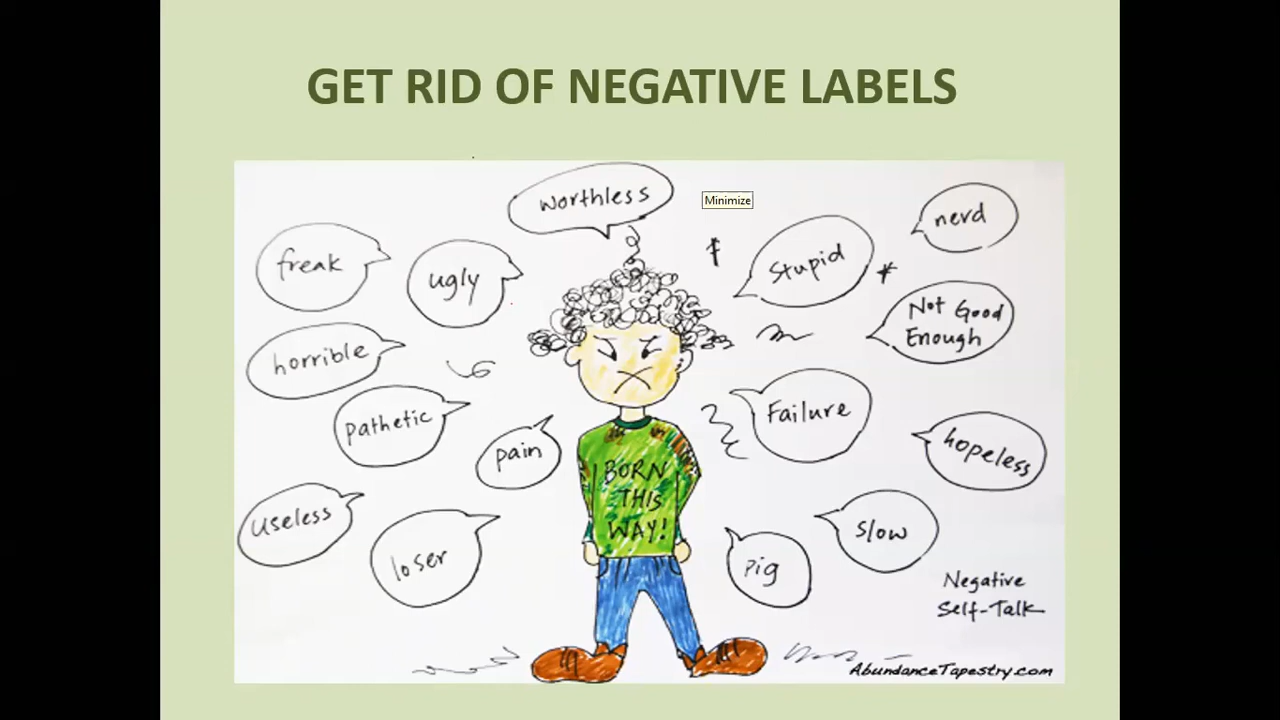 GET RID OF NEGATIVE LABELS
worthless
Minimize
nerd
freak
ugly
Stupid
Not Good
Enough
horrible
pathetic
Failure
pain
hopeless
BORN
THIS
WAY!
useless
loser
slow
pig
Negative
Self-Talk
AbundanceTapestry.com